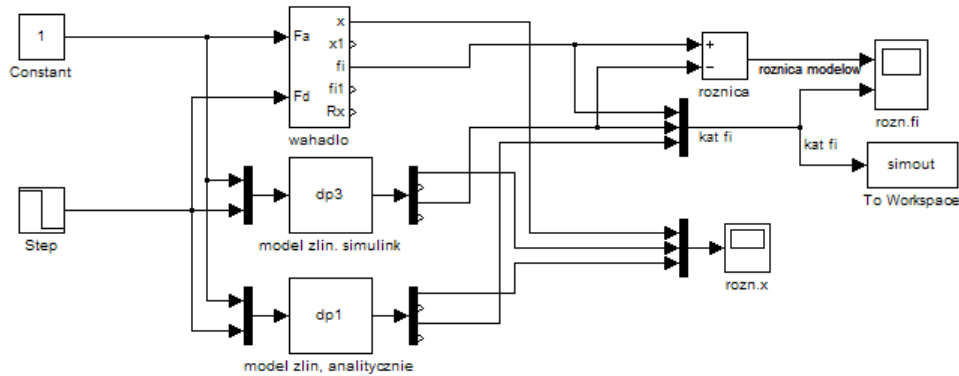 1
Constant
Fa
Fd
x
x1
fi
fi1
Rx
wahadlo
+
−
roznica
roznica modelow
rozn.fi
kat fi
kat fi
simout
To Workspace
Step
dp3
model zlin. simulink
rozn.x
dp1
model zlin, analitycznie